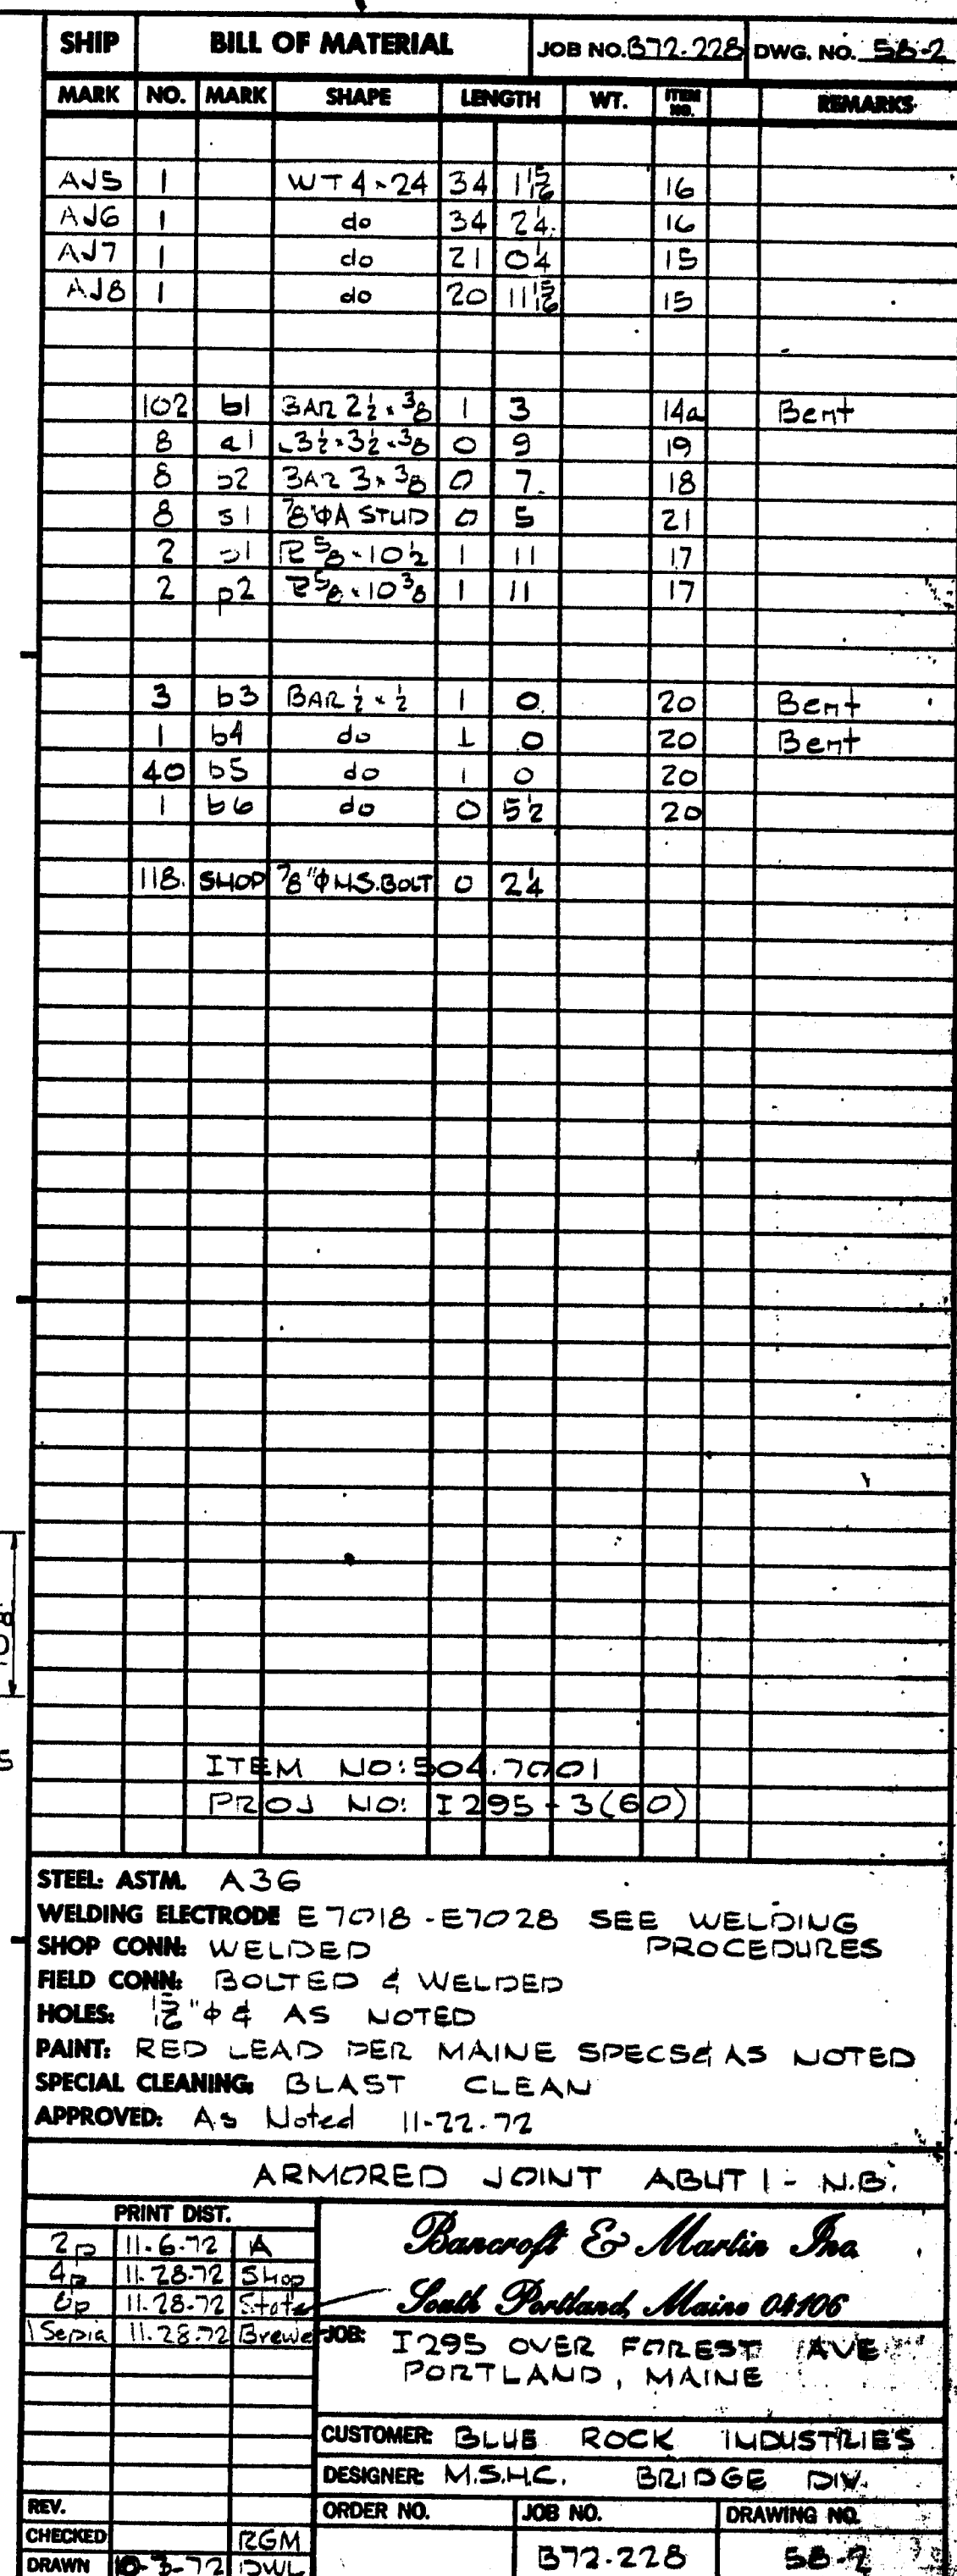 SHIP BILL OF MATERIAL JOB NO. B72-228 DWG. NO. 58-2
MARK NO. MARK SHAPE LENGTH WT. ITEM NO. REMARKS
AJ5 1 WT 4 × 24 34 1 15/16 16
AJ6 1 do 34 2 1/4 16
AJ7 1 do 21 0 1/4 15
AJ8 1 do 20 11 15/16 15
102 b1 BAR 2 1/2 × 3/8 1 3 14a Bent
8 a1 L 3 1/2 × 3 1/2 × 3/8 0 9 19
8 b2 BAR 3 × 3/8 0 7 18
8 s1 7/8"φA STUD 0 5 21
2 p1 PL 5/8 × 10 1/2 1 11 17
2 p2 PL 5/8 × 10 3/8 1 11 17
3 b3 BAR 1/2 × 1/2 1 0 20 Bent
1 b4 do 1 0 20 Bent
40 b5 do 1 0 20
1 b6 do 0 5 1/2 20
118 SHOP 7/8"φ H.S. BOLT 0 2 1/4
ITEM NO: 504.7001
PROJ NO: I295-3(60)
STEEL: ASTM. A36
WELDING ELECTRODE E7018-E7028 SEE WELDING
SHOP CONN: WELDED PROCEDURES
FIELD CONN: BOLTED & WELDED
HOLES: 15/16"φ & AS NOTED
PAINT: RED LEAD PER MAINE SPECS & AS NOTED
SPECIAL CLEANING: BLAST CLEAN
APPROVED: As Noted 11-22-72
ARMORED JOINT ABUT 1 - N.B.
PRINT DIST.
2p 11-6-72 A
4p 11-28-72 Shop
6p 11-28-72 State
1 Sepia 11-28-72 Brewer
Bancroft & Martin Inc
South Portland, Maine 04106
JOB: I295 OVER FOREST AVE
PORTLAND, MAINE
CUSTOMER: BLUE ROCK INDUSTRIES
DESIGNER: M.S.H.C. BRIDGE DIV.
REV. ORDER NO. JOB NO. DRAWING NO.
CHECKED RGM B72-228 58-2
DRAWN 10-3-72 DWL